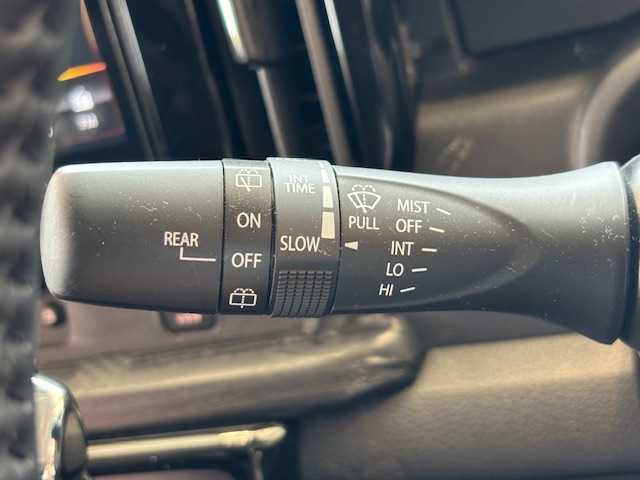 REAR
ON
OFF
INT
TIME
SLOW
PULL
MIST
OFF
INT
LO
HI